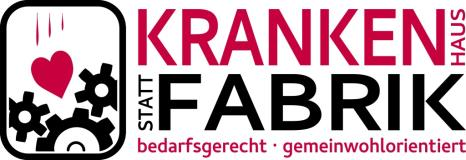 KRANKENHAUS
STATT FABRIK
bedarfsgerecht · gemeinwohlorientiert